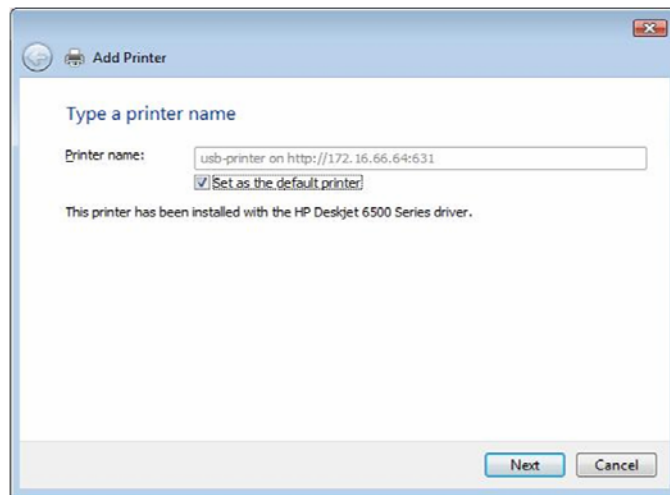 Add Printer
Type a printer name
Printer name: usb-printer on http://172.16.66.64:631
Set as the default printer
This printer has been installed with the HP Deskjet 6500 Series driver.
Next Cancel